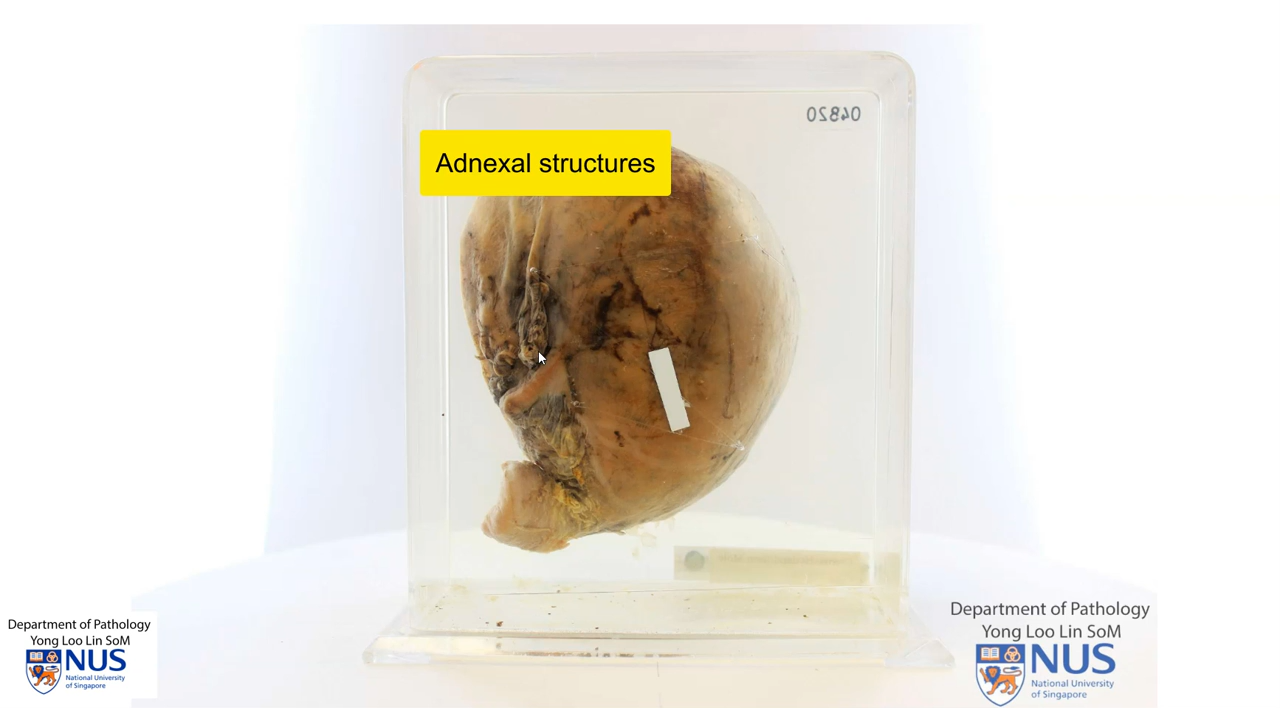 04820
Adnexal structures
Department of Pathology
Yong Loo Lin SoM
NUS
National University
of Singapore
Department of Pathology
Yong Loo Lin SoM
NUS
National University
of Singapore